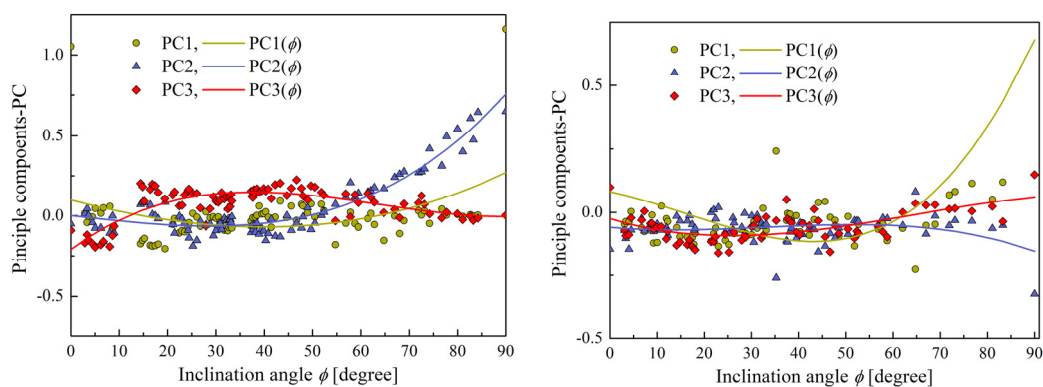 Pinciple compoents-PC
1.0
0.5
0.0
-0.5
PC1, PC1(ϕ)
PC2, PC2(ϕ)
PC3, PC3(ϕ)
0 10 20 30 40 50 60 70 80 90
Inclination angle ϕ [degree]
Pinciple components-PC
0.5
0.0
-0.5
PC1, PC1(ϕ)
PC2, PC2(ϕ)
PC3, PC3(ϕ)
0 10 20 30 40 50 60 70 80 90
Inclination angle ϕ [degree]